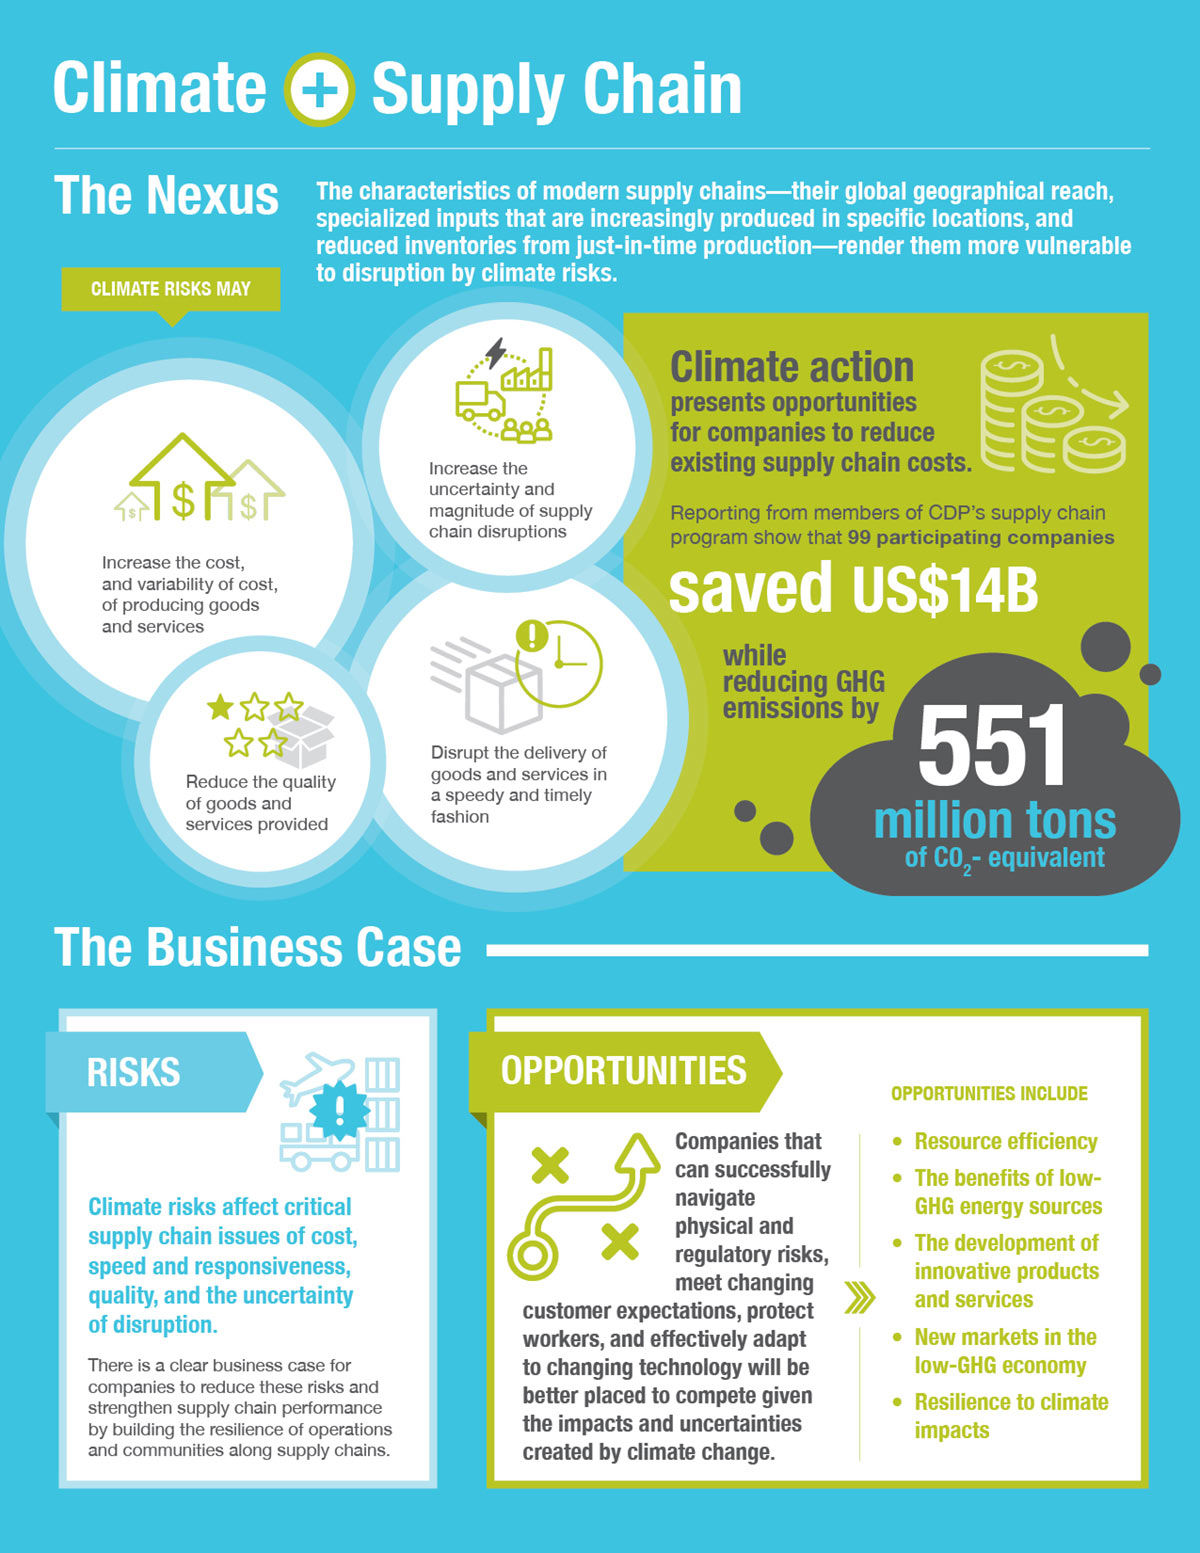 Climate + Supply Chain
The Nexus
The characteristics of modern supply chains—their global geographical reach,
specialized inputs that are increasingly produced in specific locations, and
reduced inventories from just-in-time production—render them more vulnerable
to disruption by climate risks.
CLIMATE RISKS MAY
$ $ $
Increase the cost,
and variability of cost,
of producing goods
and services
Increase the
uncertainty and
magnitude of supply
chain disruptions
Reduce the quality
of goods and
services provided
!
Disrupt the delivery of
goods and services in
a speedy and timely
fashion
Climate action
presents opportunities
for companies to reduce
existing supply chain costs.
$ $ $
Reporting from members of CDP's supply chain
program show that 99 participating companies
saved US$14B
while
reducing GHG
emissions by
551
million tons
of CO₂- equivalent
The Business Case
RISKS
!
Climate risks affect critical
supply chain issues of cost,
speed and responsiveness,
quality, and the uncertainty
of disruption.
There is a clear business case for
companies to reduce these risks and
strengthen supply chain performance
by building the resilience of operations
and communities along supply chains.
OPPORTUNITIES
Companies that
can successfully
navigate
physical and
regulatory risks,
meet changing
customer expectations, protect
workers, and effectively adapt
to changing technology will be
better placed to compete given
the impacts and uncertainties
created by climate change.
OPPORTUNITIES INCLUDE
• Resource efficiency
• The benefits of low-
GHG energy sources
• The development of
innovative products
and services
• New markets in the
low-GHG economy
• Resilience to climate
impacts